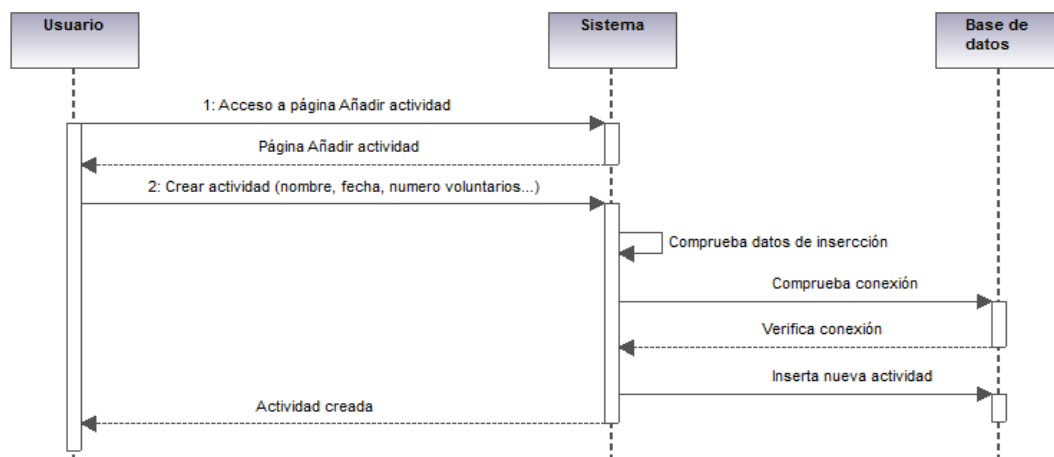 Usuario
Sistema
Base de
datos
1: Acceso a página Añadir actividad
Página Añadir actividad
2: Crear actividad (nombre, fecha, numero voluntarios...)
Comprueba datos de insercción
Comprueba conexión
Verifica conexión
Inserta nueva actividad
Actividad creada